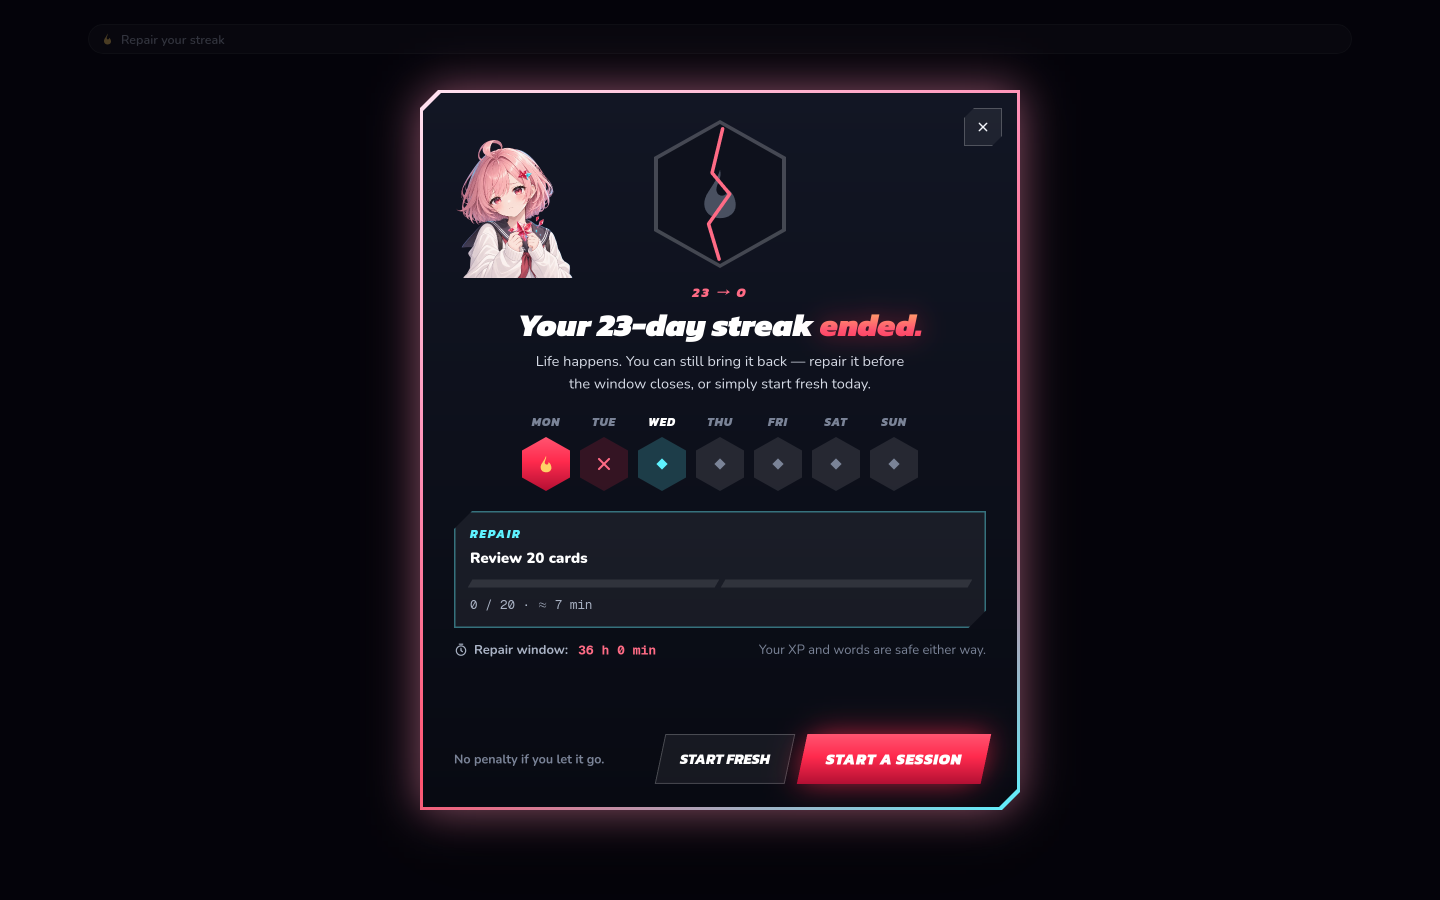 Repair your streak
23 → 0
Your 23-day streak ended.
Life happens. You can still bring it back — repair it before
the window closes, or simply start fresh today.
MON TUE WED THU FRI SAT SUN
REPAIR
Review 20 cards
0 / 20 · ≈ 7 min
Repair window: 36 h 0 min
Your XP and words are safe either way.
No penalty if you let it go.
START FRESH
START A SESSION